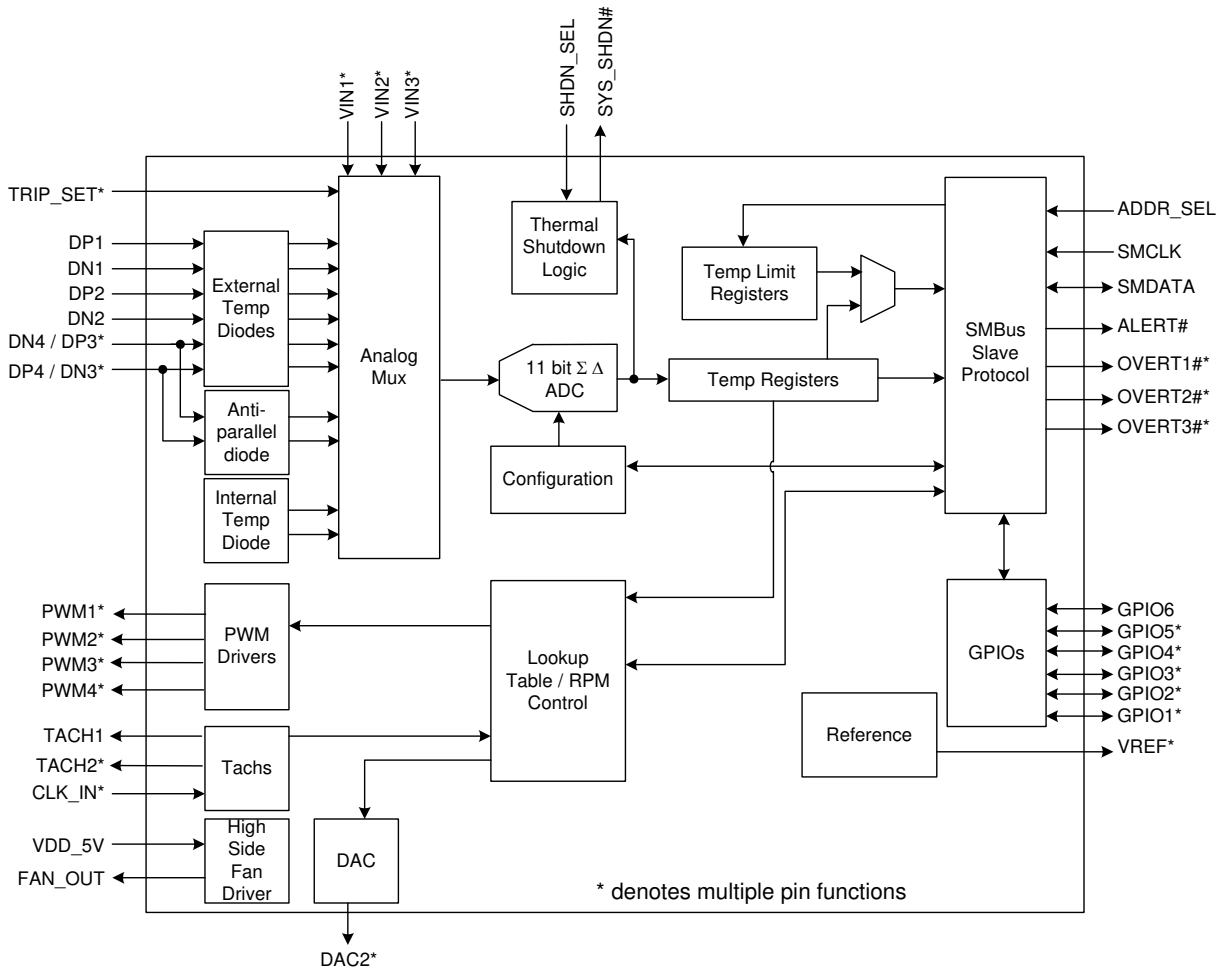 VIN1*
VIN2*
VIN3*
SHDN_SEL
SYS_SHDN#
TRIP_SET*
DP1
DN1
DP2
DN2
DN4 / DP3*
DP4 / DN3*
External
Temp
Diodes
Anti-
parallel
diode
Internal
Temp
Diode
Analog
Mux
Thermal
Shutdown
Logic
11 bit Σ Δ
ADC
Configuration
Temp Limit
Registers
Temp Registers
SMBus
Slave
Protocol
ADDR_SEL
SMCLK
SMDATA
ALERT#
OVERT1#*
OVERT2#*
OVERT3#*
PWM1*
PWM2*
PWM3*
PWM4*
PWM
Drivers
Lookup
Table / RPM
Control
GPIOs
GPIO6
GPIO5*
GPIO4*
GPIO3*
GPIO2*
GPIO1*
TACH1
TACH2*
CLK_IN*
Tachs
Reference
VREF*
VDD_5V
FAN_OUT
High
Side
Fan
Driver
DAC
* denotes multiple pin functions
DAC2*